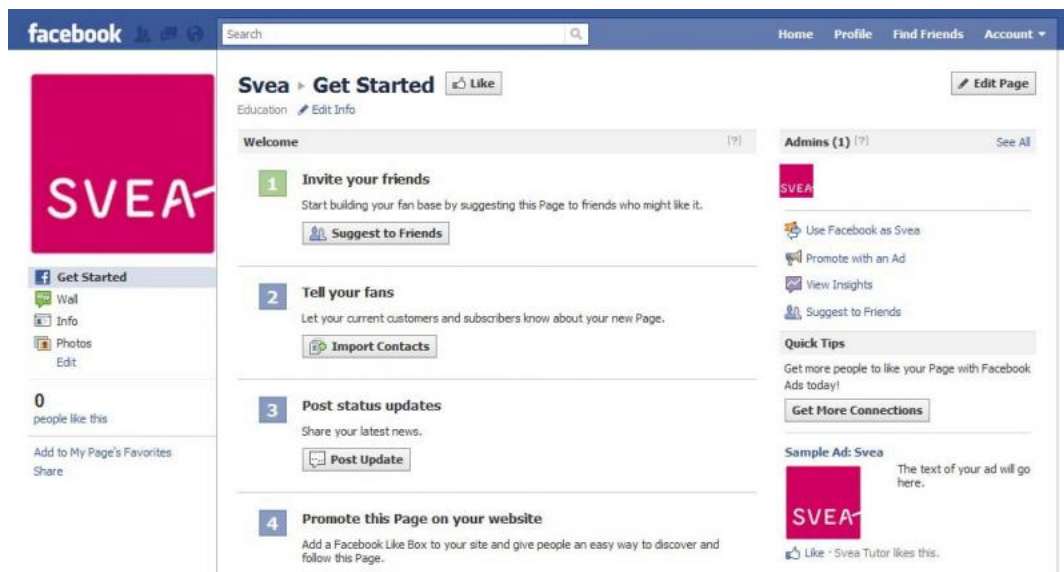 facebook
Search
Home Profile Find Friends Account
SVEA
Get Started
Wall
Info
Photos
Edit
0
people like this
Add to My Page's Favorites
Share
Svea Get Started Like
Education Edit Info
Edit Page
Welcome [?]
1 Invite your friends
Start building your fan base by suggesting this Page to friends who might like it.
Suggest to Friends
2 Tell your fans
Let your current customers and subscribers know about your new Page.
Import Contacts
3 Post status updates
Share your latest news.
Post Update
4 Promote this Page on your website
Add a Facebook Like Box to your site and give people an easy way to discover and
follow this Page.
Admins (1) [?] See All
SVEA
Use Facebook as Svea
Promote with an Ad
View Insights
Suggest to Friends
Quick Tips
Get more people to like your Page with Facebook
Ads today!
Get More Connections
Sample Ad: Svea
SVEA
The text of your ad will go
here.
Like · Svea Tutor likes this.